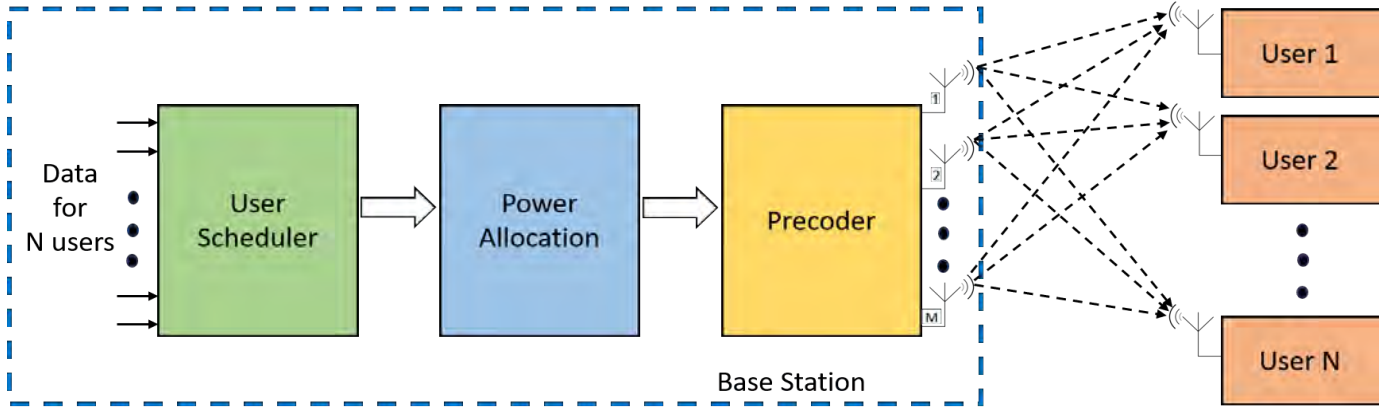 Data
for
N users
User
Scheduler
Power
Allocation
Precoder
1
2
M
Base Station
User 1
User 2
User N